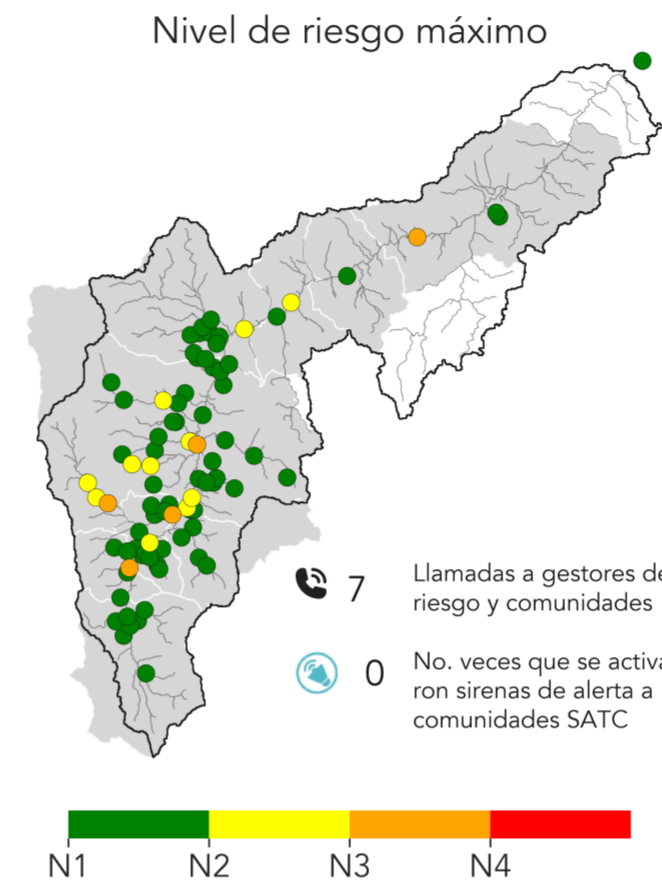 Nivel de riesgo máximo
7
Llamadas a gestores de
riesgo y comunidades
0
No. veces que se activa
ron sirenas de alerta a
comunidades SATC
N1 N2 N3 N4